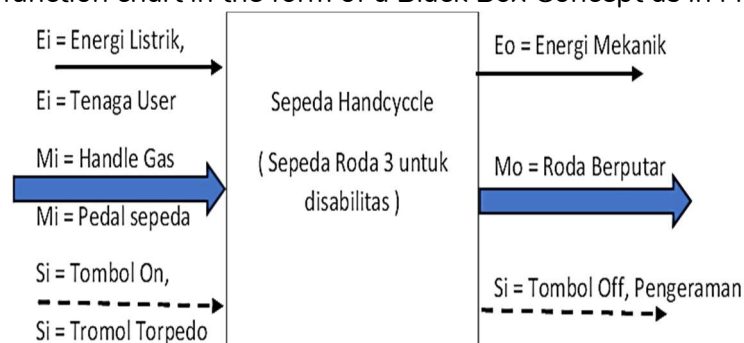 function chart in the form of a Black Box Concept as in
Ei = Energi Listrik,
Ei = Tenaga User
Mi = Handle Gas
Mi = Pedal sepeda
Si = Tombol On,
Si = Tromol Torpedo
Sepeda Handcyccle
( Sepeda Roda 3 untuk
disabilitas )
Eo = Energi Mekanik
Mo = Roda Berputar
Si = Tombol Off, Pengeraman